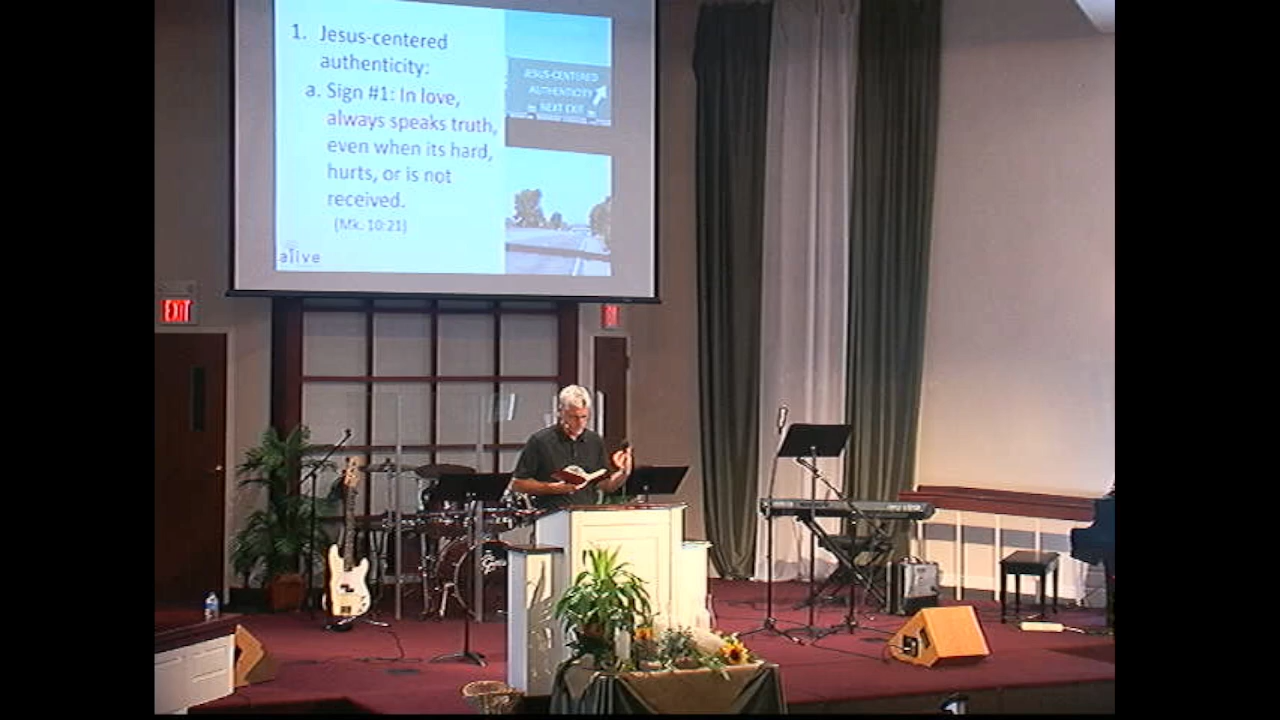 1. Jesus-centered
authenticity:
a. Sign #1: In love,
always speaks truth,
even when its hard,
hurts, or is not
received.
(Mk. 10:21)
alive
JESUS-CENTERED
AUTHENTICITY
NEXT EXIT
EXIT